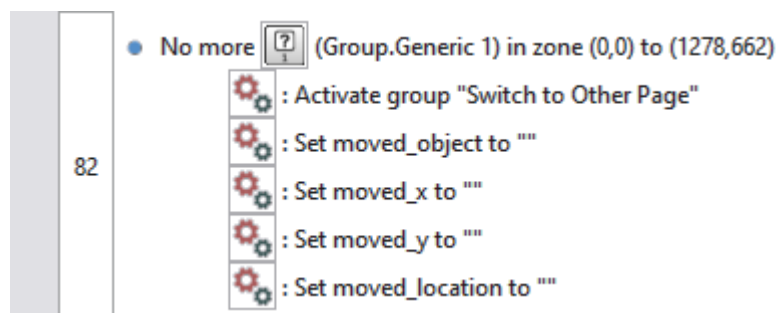 No more ? 1 (Group.Generic 1) in zone (0,0) to (1278,662)
: Activate group "Switch to Other Page"
: Set moved_object to ""
82
: Set moved_x to ""
: Set moved_y to ""
: Set moved_location to ""